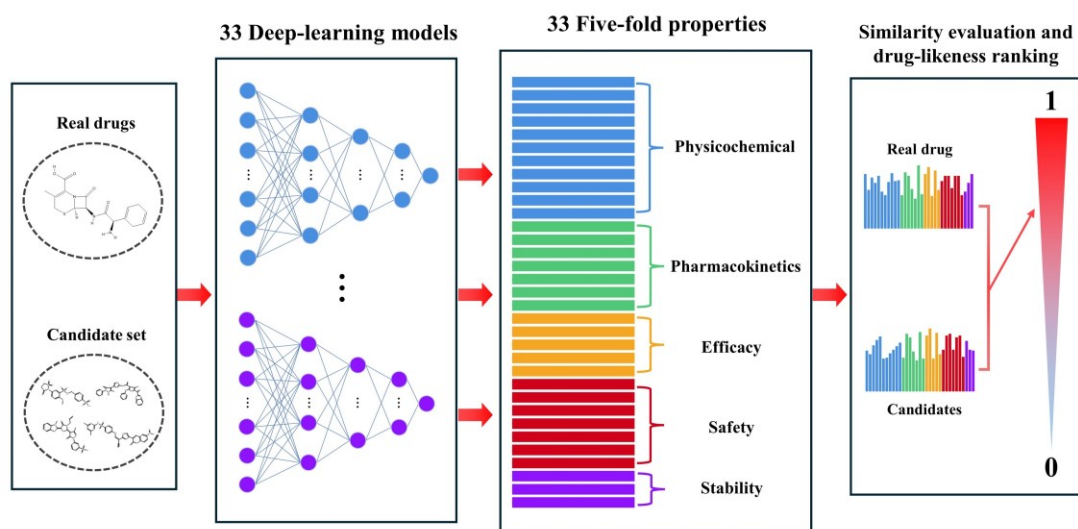 33 Deep-learning models
33 Five-fold properties
Similarity evaluation and
drug-likeness ranking
Real drugs
Candidate set
Physicochemical
Pharmacokinetics
Efficacy
Safety
Stability
1
Real drug
Candidates
0